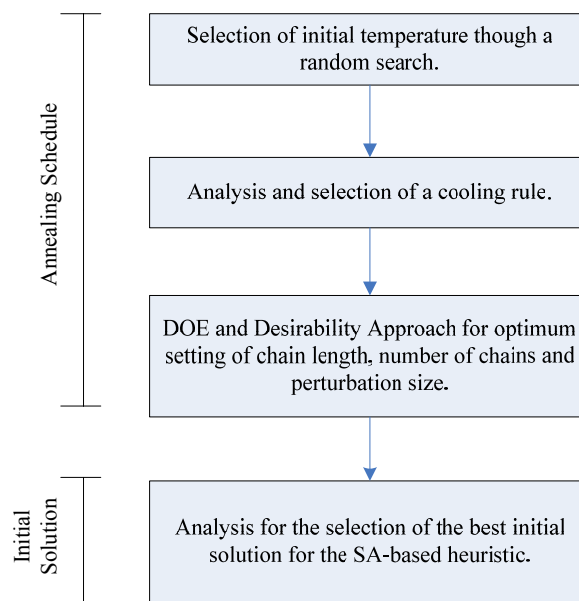 Annealing Schedule
Selection of initial temperature though a
random search.
Analysis and selection of a cooling rule.
DOE and Desirability Approach for optimum
setting of chain length, number of chains and
perturbation size.
Initial
Solution
Analysis for the selection of the best initial
solution for the SA-based heuristic.